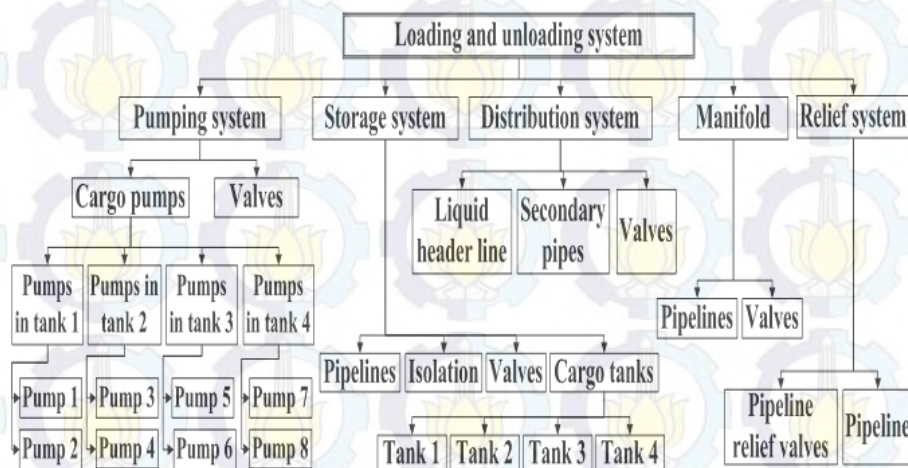 Loading and unloading system
Pumping system
Storage system
Distribution system
Manifold
Relief system
Cargo pumps
Valves
Liquid
header line
Secondary
pipes
Valves
Pumps
in tank 1
Pumps in
tank 2
Pumps
in tank 3
Pumps
in tank 4
Pipelines
Valves
Pipelines
Isolation
Valves
Cargo tanks
Pump 1
Pump 3
Pump 5
Pump 7
Pump 2
Pump 4
Pump 6
Pump 8
Tank 1
Tank 2
Tank 3
Tank 4
Pipeline
relief valves
Pipeline